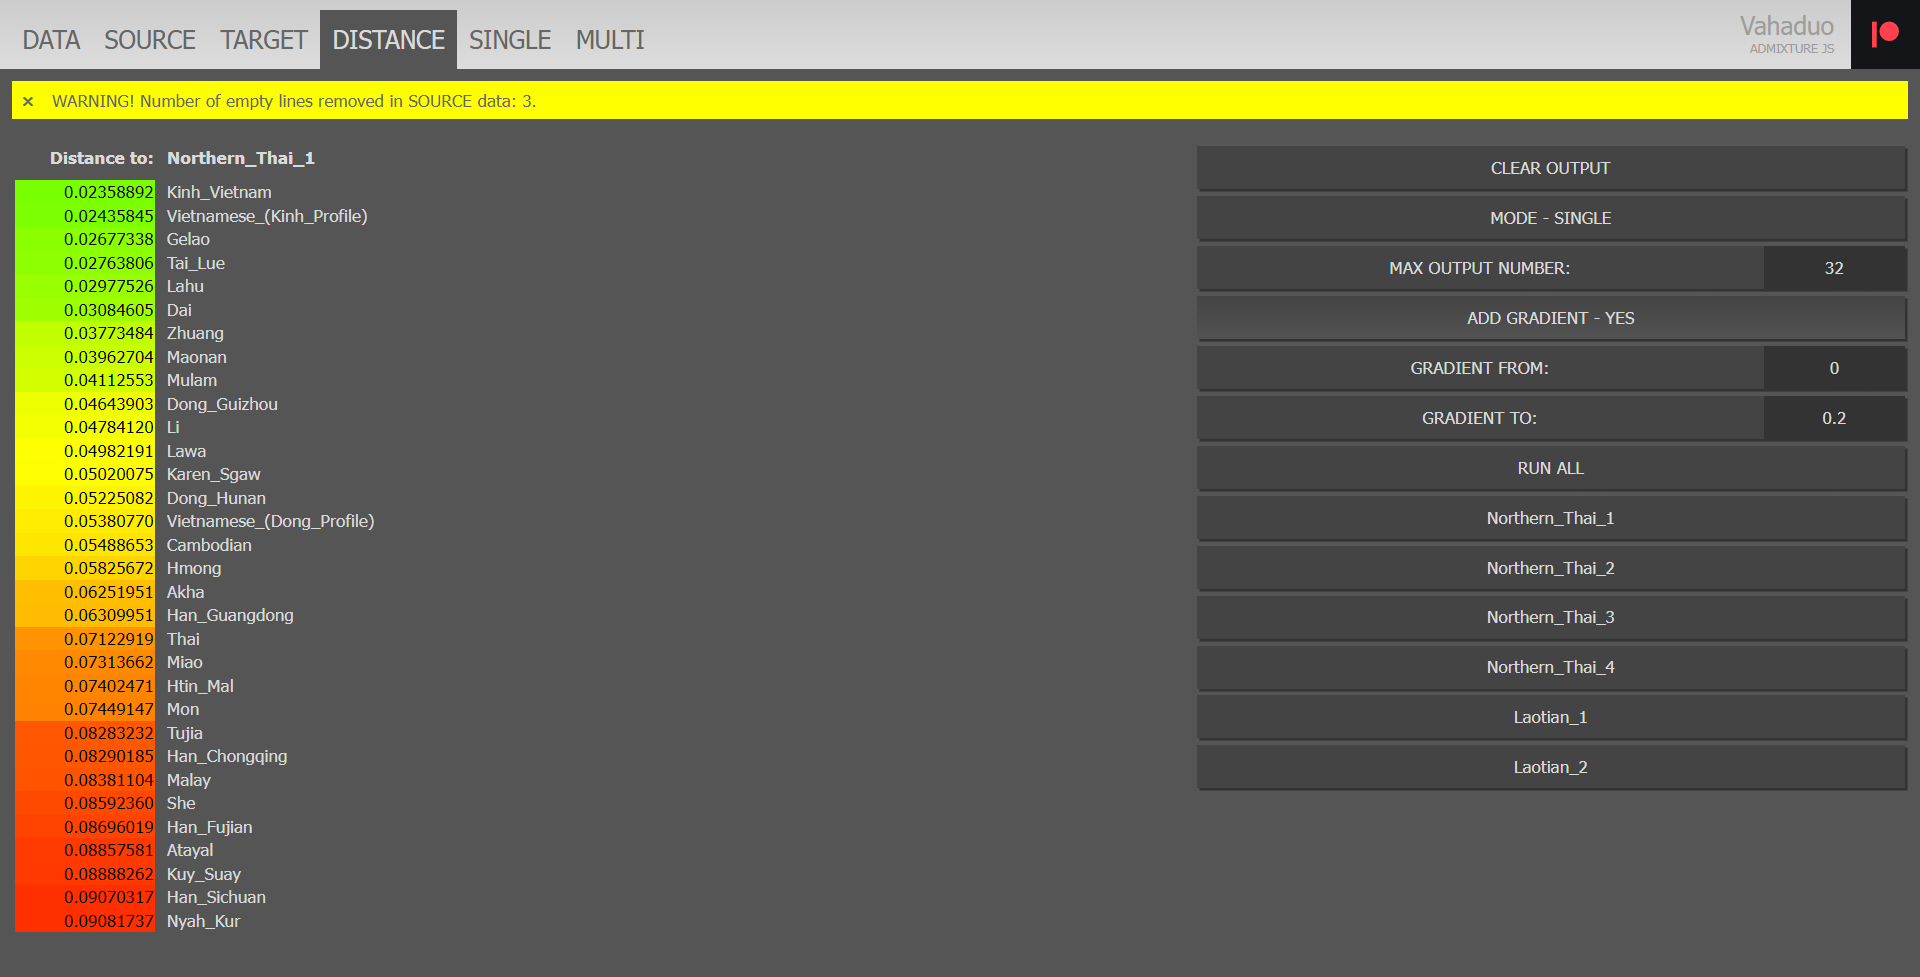 DATA SOURCE TARGET DISTANCE SINGLE MULTI
Vahaduo
ADMIXTURE JS
× WARNING! Number of empty lines removed in SOURCE data: 3.
Distance to: Northern_Thai_1
0.02358892 Kinh_Vietnam
0.02435845 Vietnamese_(Kinh_Profile)
0.02677338 Gelao
0.02763806 Tai_Lue
0.02977526 Lahu
0.03084605 Dai
0.03773484 Zhuang
0.03962704 Maonan
0.04112553 Mulam
0.04643903 Dong_Guizhou
0.04784120 Li
0.04982191 Lawa
0.05020075 Karen_Sgaw
0.05225082 Dong_Hunan
0.05380770 Vietnamese_(Dong_Profile)
0.05488653 Cambodian
0.05825672 Hmong
0.06251951 Akha
0.06309951 Han_Guangdong
0.07122919 Thai
0.07313662 Miao
0.07402471 Htin_Mal
0.07449147 Mon
0.08283232 Tujia
0.08290185 Han_Chongqing
0.08381104 Malay
0.08592360 She
0.08696019 Han_Fujian
0.08857581 Atayal
0.08888262 Kuy_Suay
0.09070317 Han_Sichuan
0.09081737 Nyah_Kur
CLEAR OUTPUT
MODE - SINGLE
MAX OUTPUT NUMBER: 32
ADD GRADIENT - YES
GRADIENT FROM: 0
GRADIENT TO: 0.2
RUN ALL
Northern_Thai_1
Northern_Thai_2
Northern_Thai_3
Northern_Thai_4
Laotian_1
Laotian_2